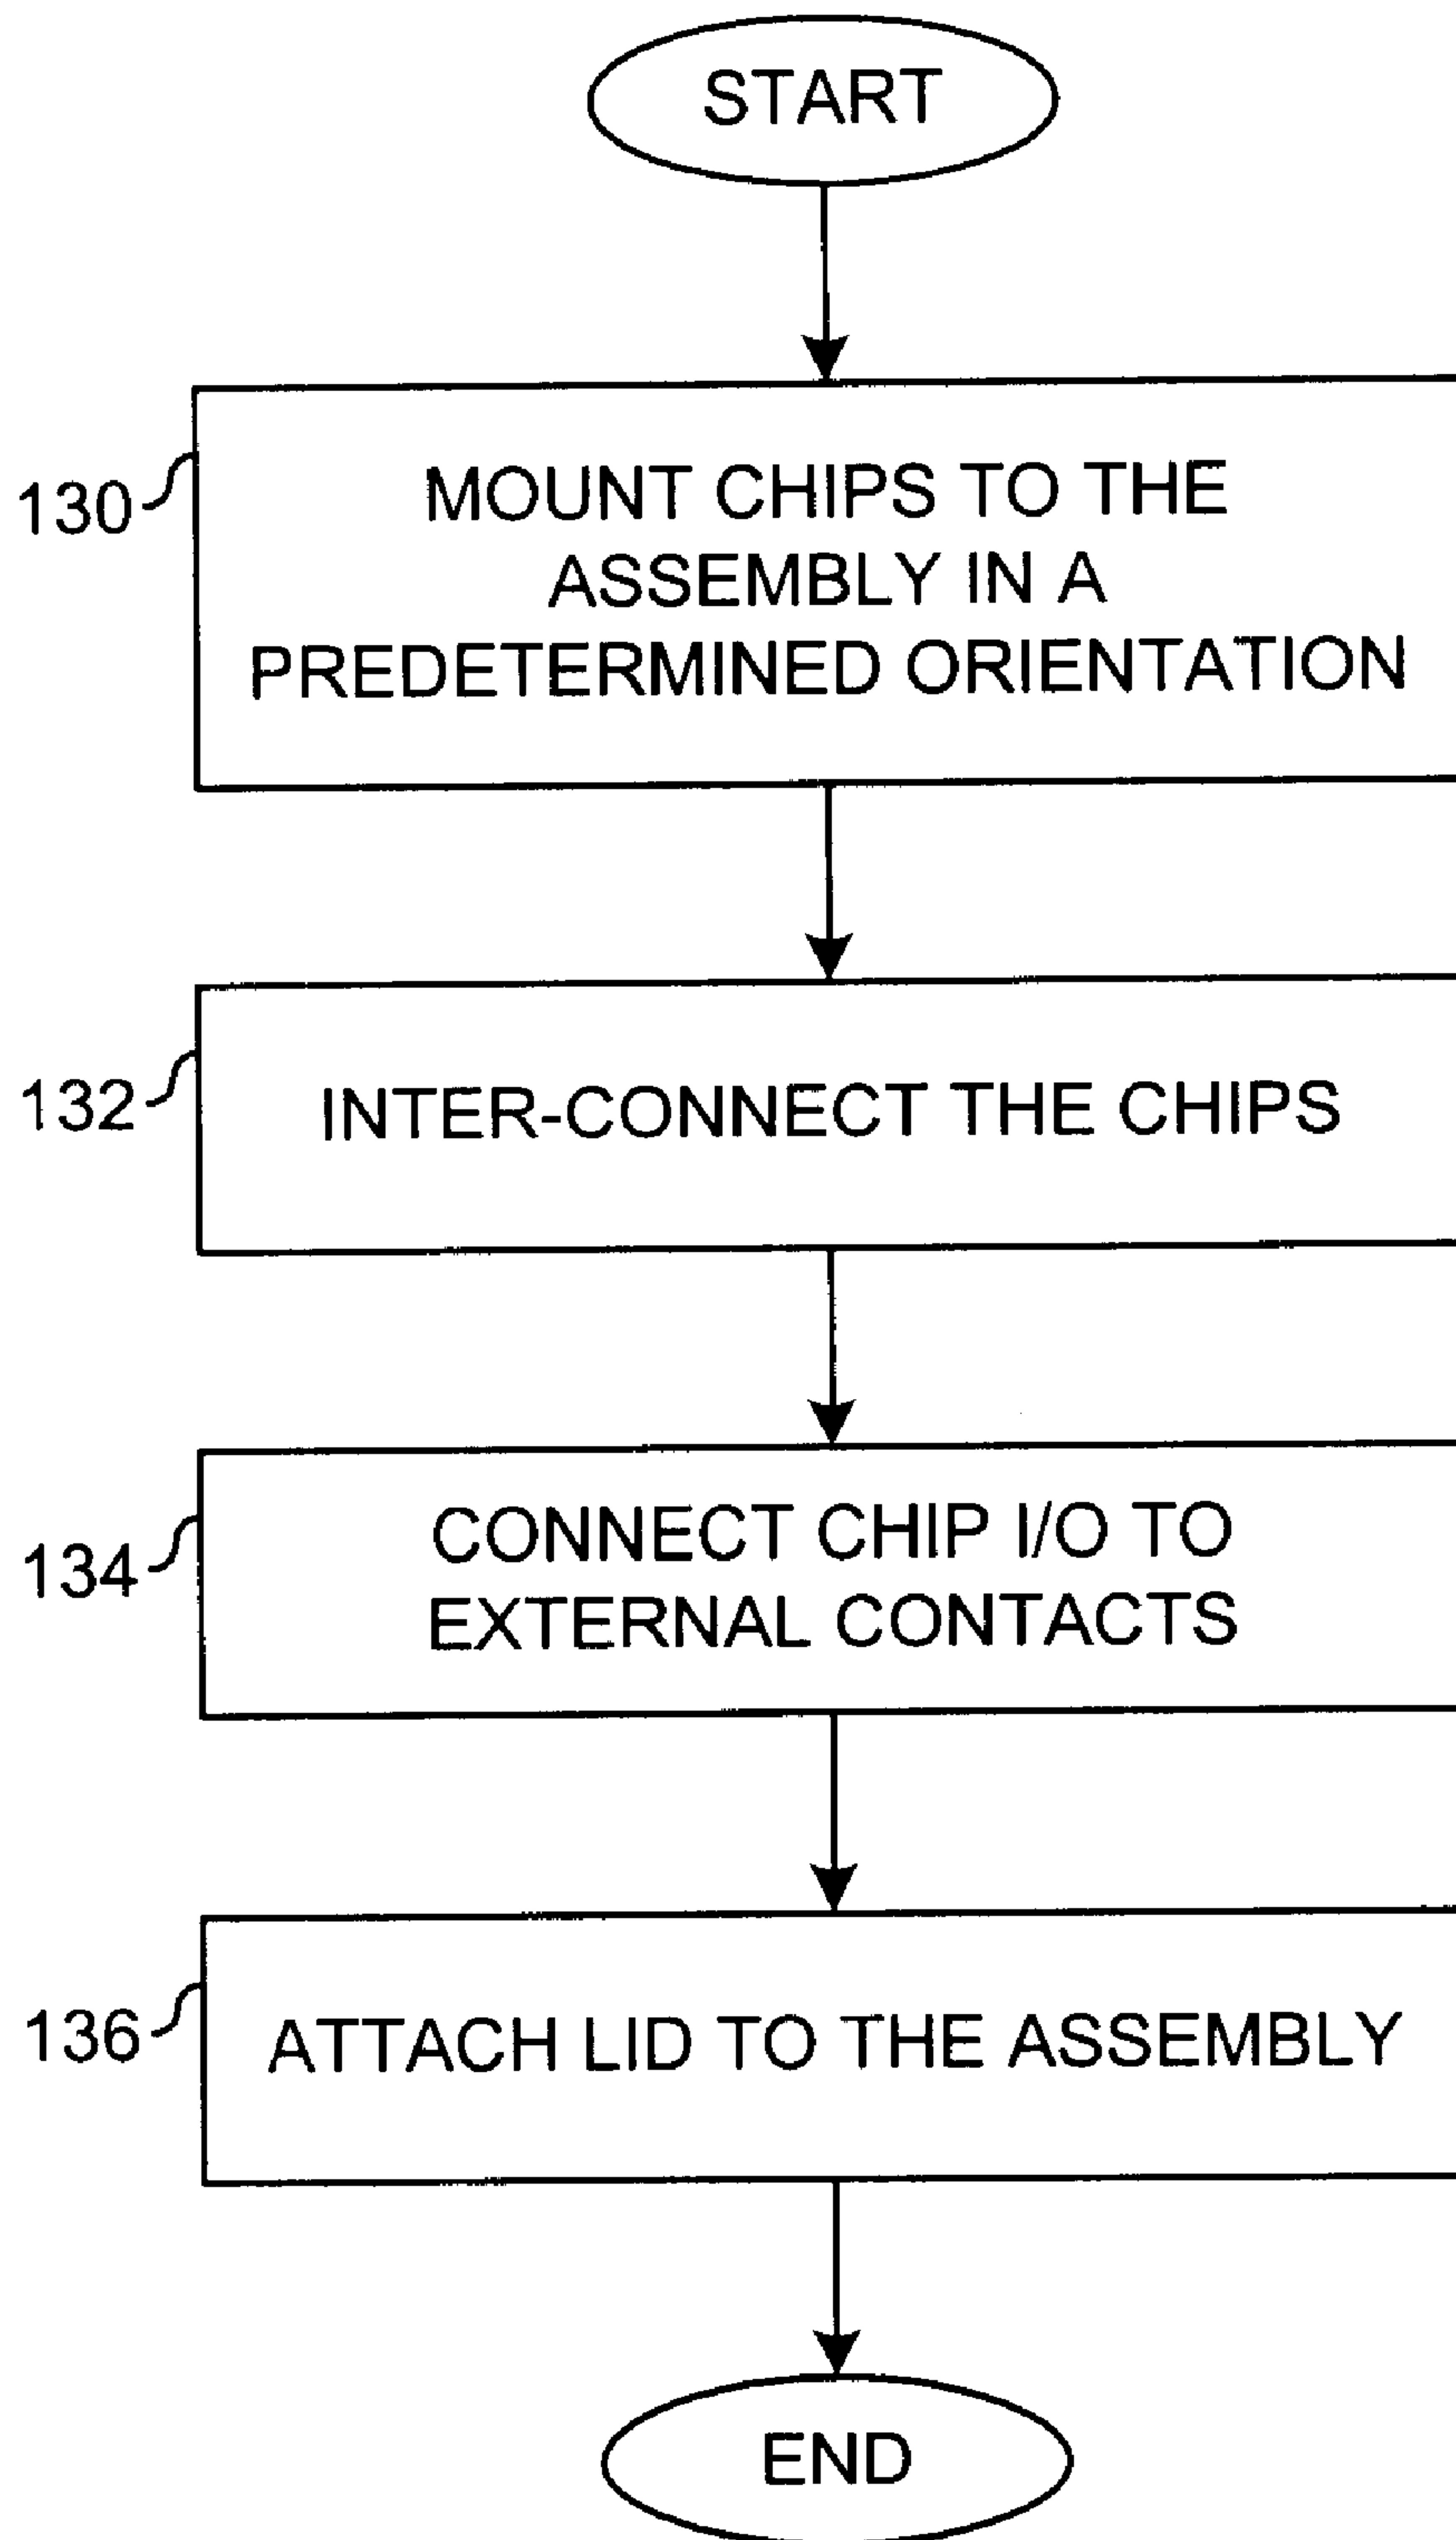 START
130
MOUNT CHIPS TO THE
ASSEMBLY IN A
PREDETERMINED ORIENTATION
132
INTER-CONNECT THE CHIPS
134
CONNECT CHIP I/O TO
EXTERNAL CONTACTS
136
ATTACH LID TO THE ASSEMBLY
END